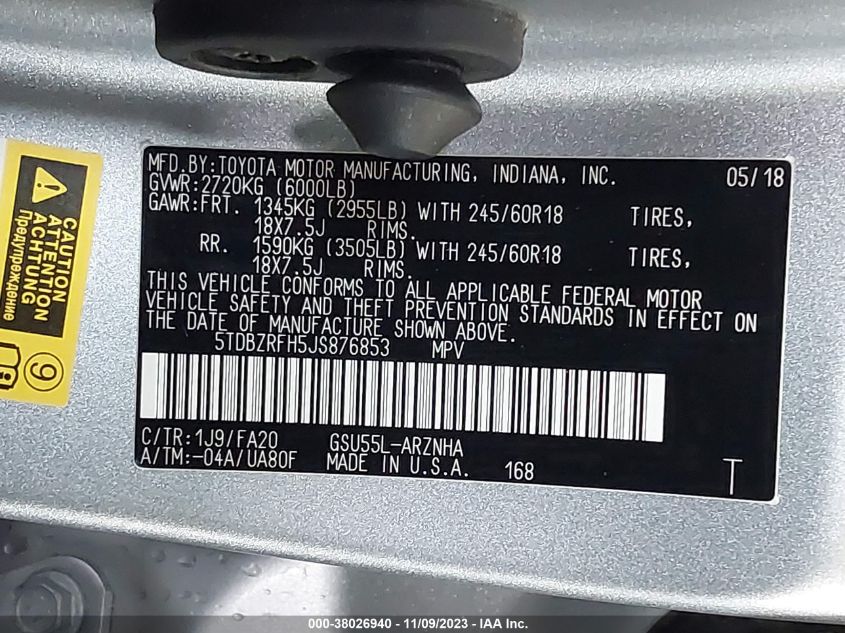 MFD.BY:TOYOTA MOTOR MANUFACTURING, INDIANA, INC. 05/18
GVWR:2720KG (6000LB)
GAWR:FRT. 1345KG (2955LB) WITH 245/60R18 TIRES,
18X7.5J RIMS.
RR. 1590KG (3505LB) WITH 245/60R18 TIRES,
18X7.5J RIMS.
THIS VEHICLE CONFORMS TO ALL APPLICABLE FEDERAL MOTOR
VEHICLE SAFETY AND THEFT PREVENTION STANDARDS IN EFFECT ON
THE DATE OF MANUFACTURE SHOWN ABOVE.
5TDBZRFH5JS876853 MPV
C/TR:1J9/FA20 GSU55L-ARZNHA
A/TM:-04A/UA80F MADE IN U.S.A. 168 T
CAUTION
ATTENTION
ACHTUNG
Предупреждение
9
000-38026940 - 11/09/2023 - IAA Inc.